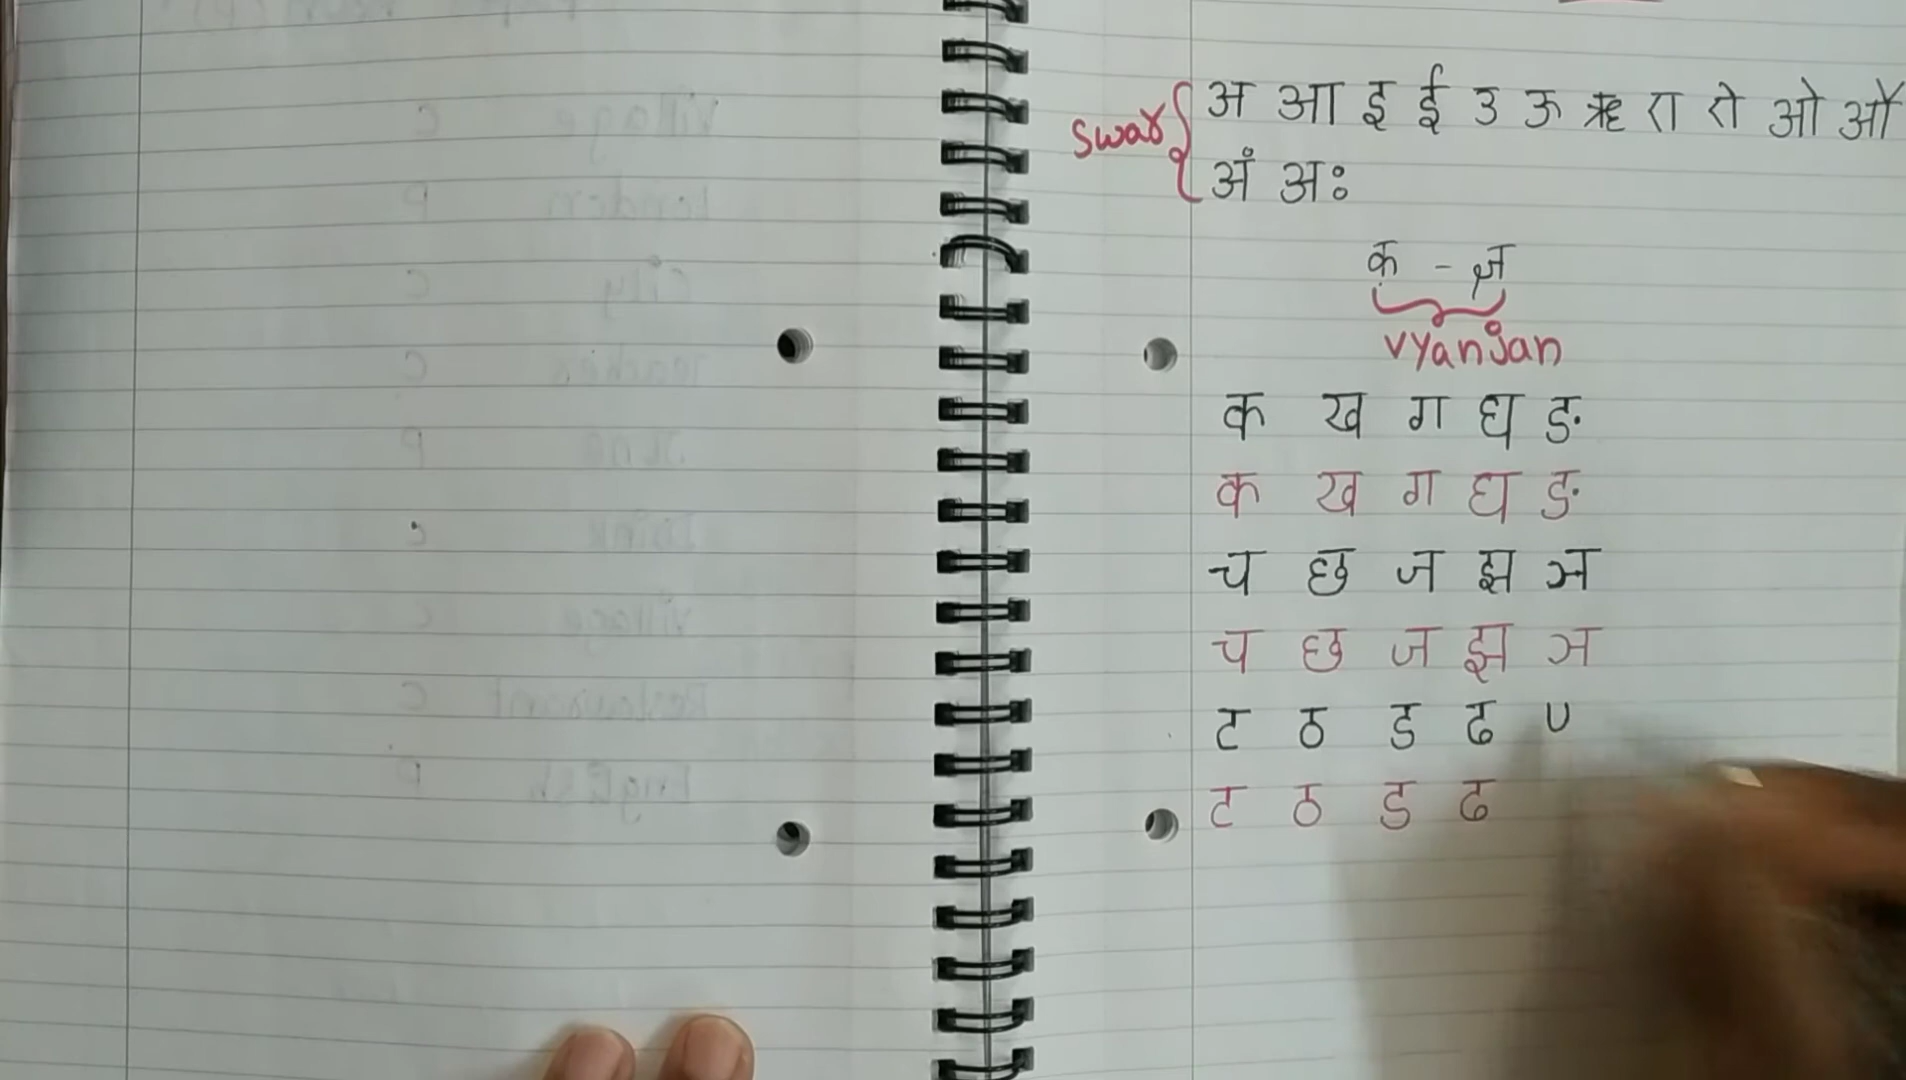 swar { अ आ इ ई उ ऊ ऋ ए ऐ ओ औ
अं अः
क - ज्ञ
vyanjan
क ख ग घ ङ
क ख ग घ ङ
च छ ज झ ञ
च छ ज झ ञ
ट ठ ड ढ
ट ठ ड ढ